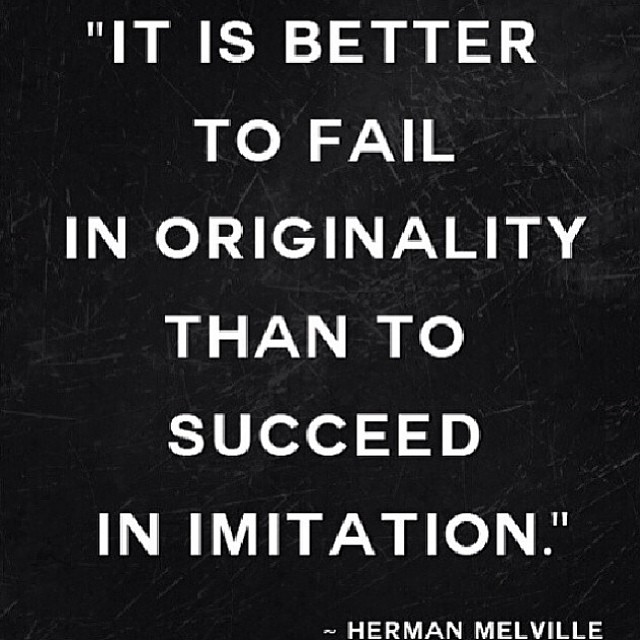 "IT IS BETTER
TO FAIL
IN ORIGINALITY
THAN TO
SUCCEED
IN IMITATION."
~ HERMAN MELVILLE